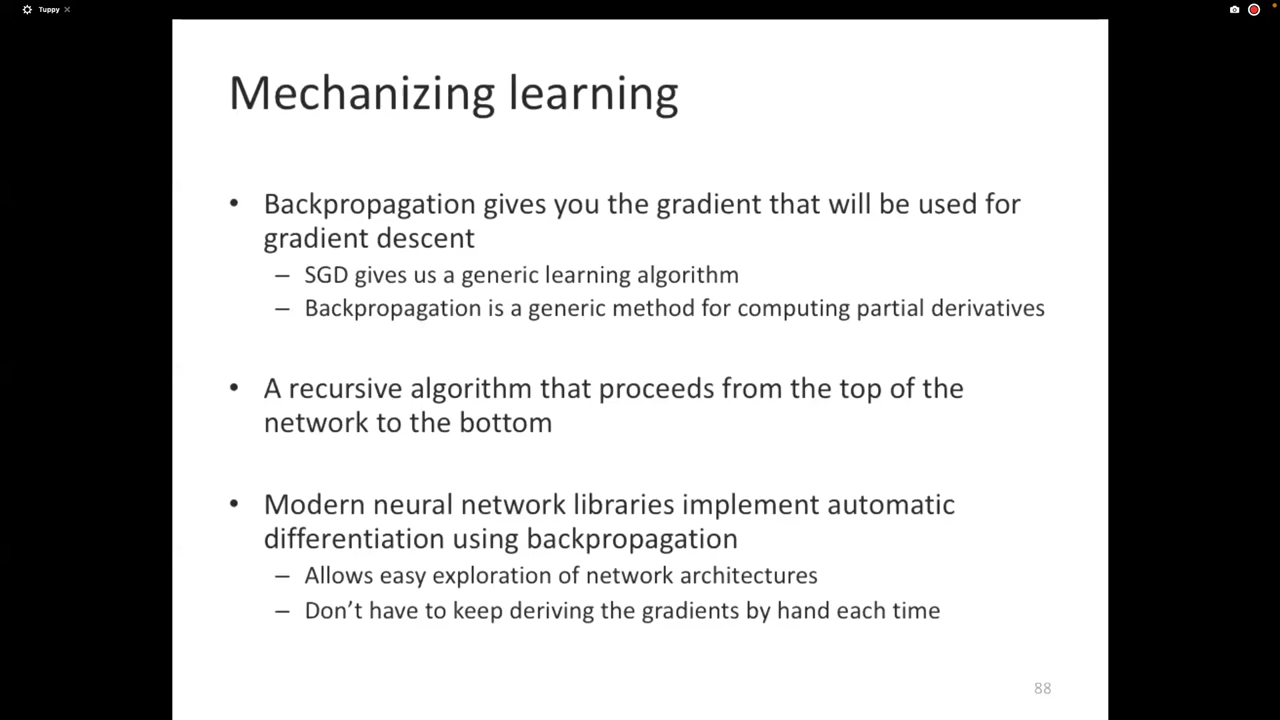 Tuppy
Mechanizing learning
• Backpropagation gives you the gradient that will be used for
gradient descent
– SGD gives us a generic learning algorithm
– Backpropagation is a generic method for computing partial derivatives
• A recursive algorithm that proceeds from the top of the
network to the bottom
• Modern neural network libraries implement automatic
differentiation using backpropagation
– Allows easy exploration of network architectures
– Don’t have to keep deriving the gradients by hand each time
88